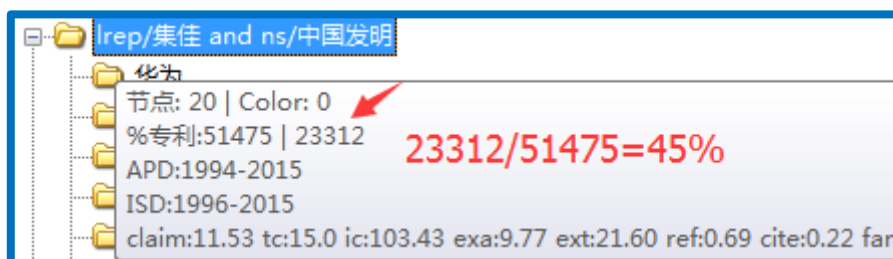 lrep/集佳 and ns/中国发明
华为
节点: 20 | Color: 0
%专利:51475 | 23312
23312/51475=45%
APD:1994-2015
ISD:1996-2015
claim:11.53 tc:15.0 ic:103.43 exa:9.77 ext:21.60 ref:0.69 cite:0.22 far